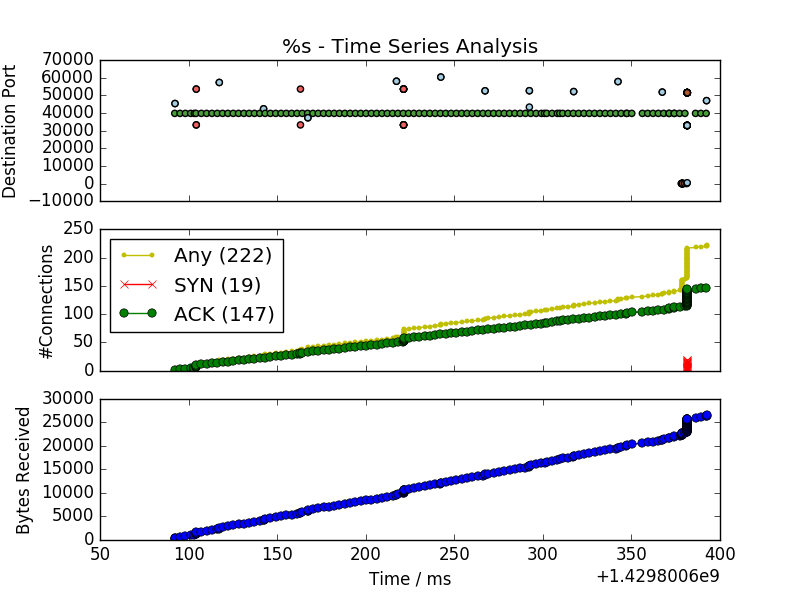 %s - Time Series Analysis
Destination Port
70000
60000
50000
40000
30000
20000
10000
0
−10000
#Connections
250
200
150
100
50
0
Any (222)
SYN (19)
ACK (147)
Bytes Received
30000
25000
20000
15000
10000
5000
0
50 100 150 200 250 300 350 400
Time / ms
+1.4298006e9